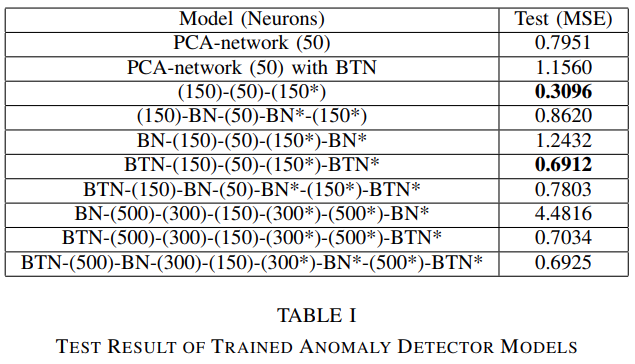 Model (Neurons) Test (MSE)
PCA-network (50) 0.7951
PCA-network (50) with BTN 1.1560
(150)-(50)-(150*) 0.3096
(150)-BN-(50)-BN*-(150*) 0.8620
BN-(150)-(50)-(150*)-BN* 1.2432
BTN-(150)-(50)-(150*)-BTN* 0.6912
BTN-(150)-BN-(50)-BN*-(150*)-BTN* 0.7803
BN-(500)-(300)-(150)-(300*)-(500*)-BN* 4.4816
BTN-(500)-(300)-(150)-(300*)-(500*)-BTN* 0.7034
BTN-(500)-BN-(300)-(150)-(300*)-BN*-(500*)-BTN* 0.6925
TABLE I
TEST RESULT OF TRAINED ANOMALY DETECTOR MODELS